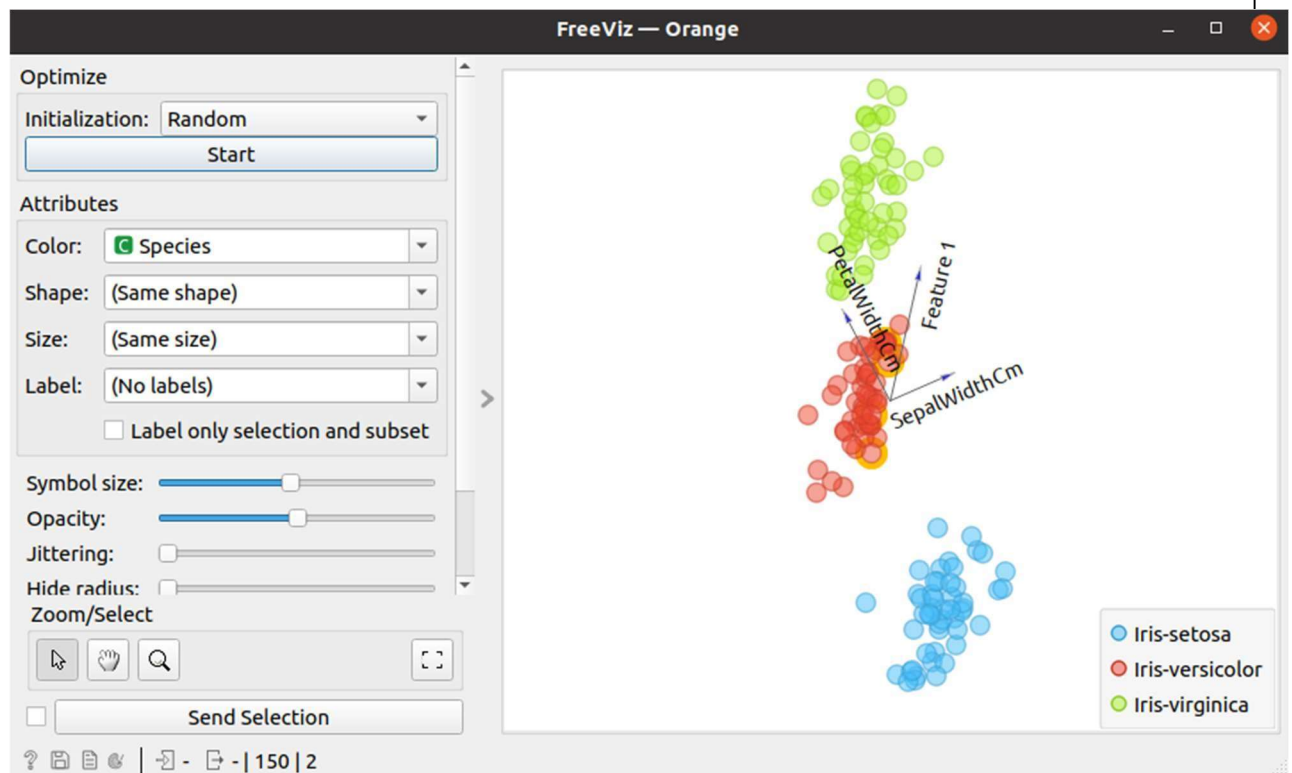 FreeViz — Orange
Optimize
Initialization: Random
Start
Attributes
Color: C Species
Shape: (Same shape)
Size: (Same size)
Label: (No labels)
Label only selection and subset
Symbol size:
Opacity:
Jittering:
Hide radius:
Zoom/Select
Send Selection
? - - | 150 | 2
PetalWidthCm
Feature 1
SepalWidthCm
Iris-setosa
Iris-versicolor
Iris-virginica